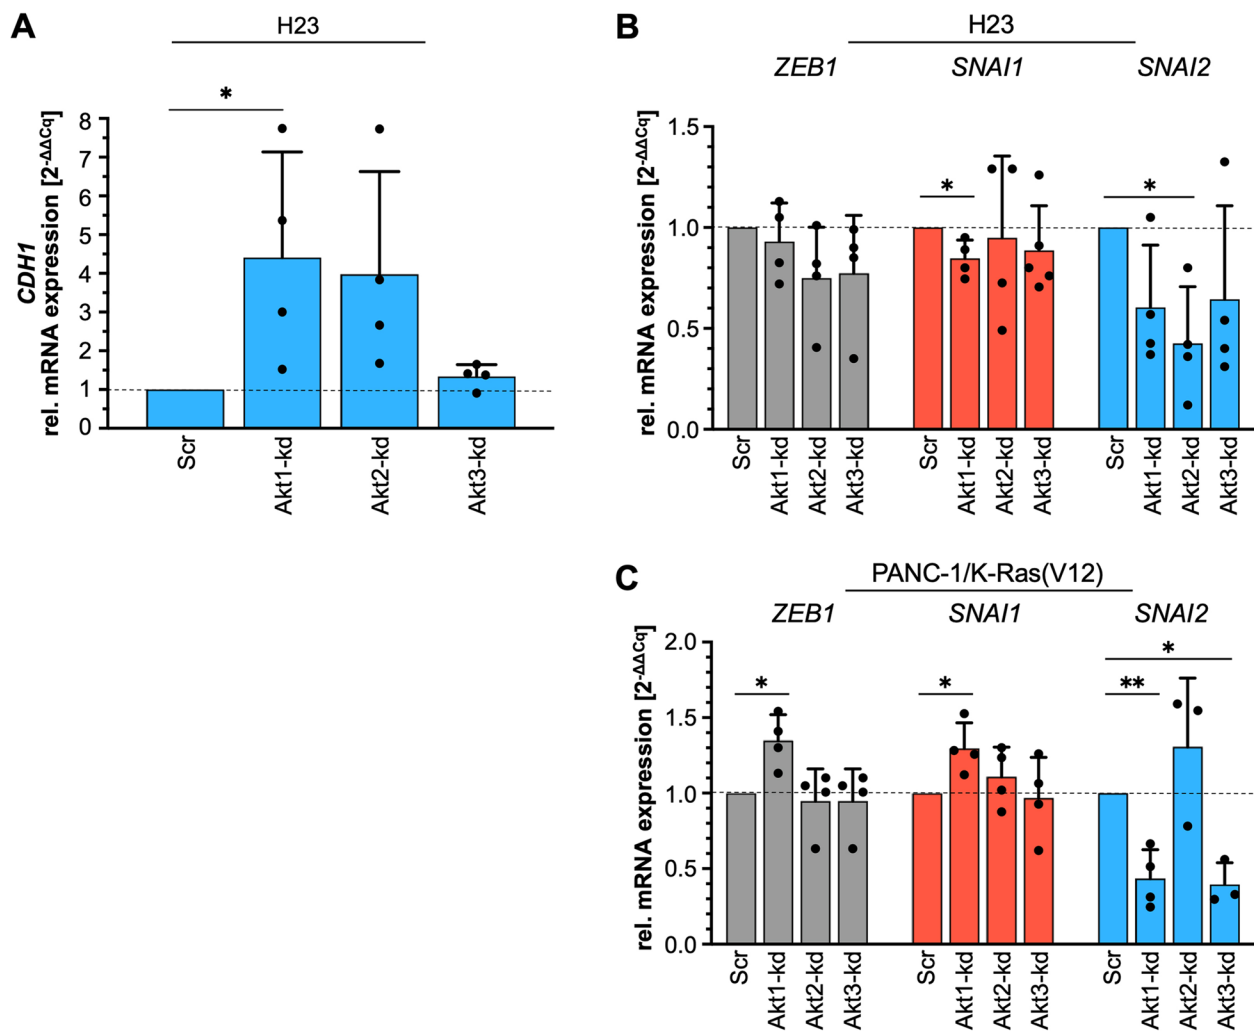 A
H23
*
CDH1
rel. mRNA expression [2-ΔΔCq]
8
7
6
5
4
3
2
1
0
Scr
Akt1-kd
Akt2-kd
Akt3-kd
B
H23
ZEB1 SNAI1 SNAI2
rel. mRNA expression [2-ΔΔCq]
1.5
1.0
0.5
0.0
* *
Scr Akt1-kd Akt2-kd Akt3-kd Scr Akt1-kd Akt2-kd Akt3-kd Scr Akt1-kd Akt2-kd Akt3-kd
C
PANC-1/K-Ras(V12)
ZEB1 SNAI1 SNAI2
rel. mRNA expression [2-ΔΔCq]
2.0
1.5
1.0
0.5
0.0
*
* * **
Scr Akt1-kd Akt2-kd Akt3-kd Scr Akt1-kd Akt2-kd Akt3-kd Scr Akt1-kd Akt2-kd Akt3-kd